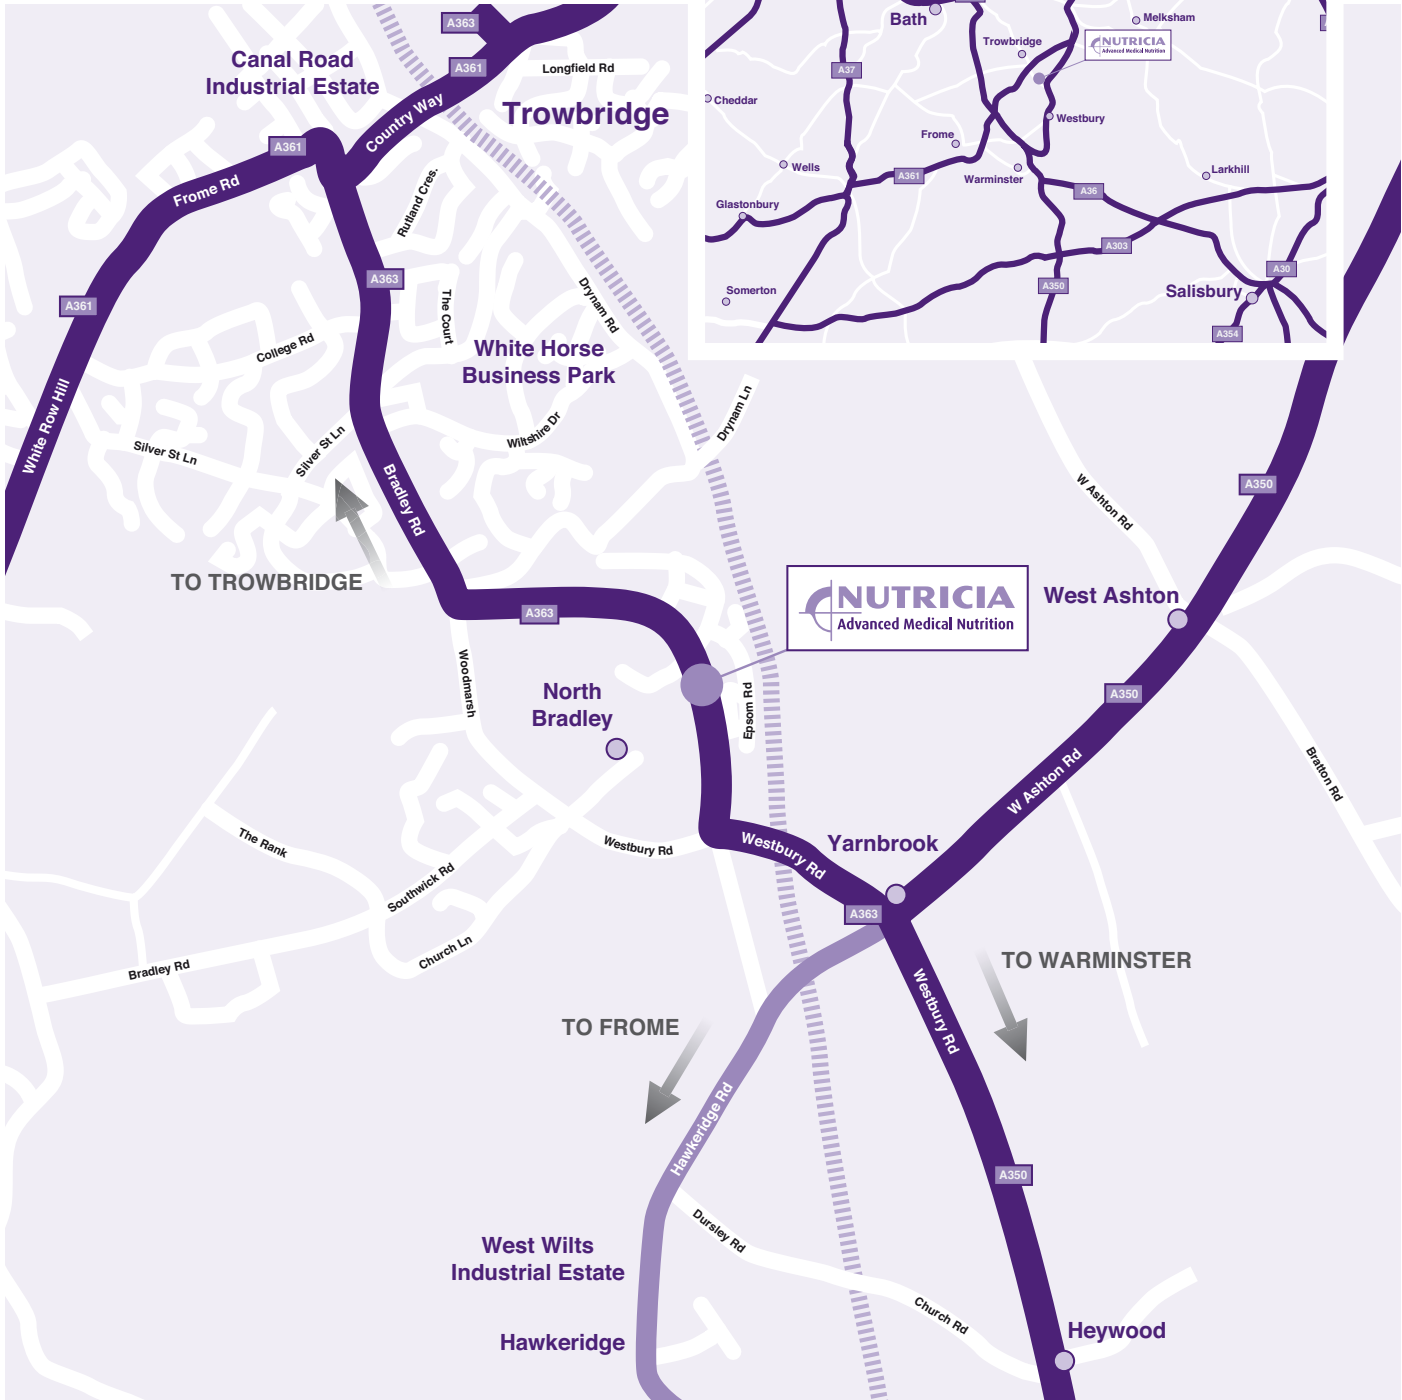 A363
Canal Road
Industrial Estate
A361
Longfield Rd
Country Way
Trowbridge
A361
Frome Rd
Rutland Cres.
A363
A361
The Court
Drynam Rd
College Rd
White Horse
Business Park
White Row Hill
Silver St Ln
Silver St Ln
Wiltshire Dr
Drynam Ln
Bradley Rd
TO TROWBRIDGE
A363
Bath
Melksham
Trowbridge
NUTRICIA
Advanced Medical Nutrition
A37
Cheddar
Westbury
Frome
Wells
A361
Warminster
Larkhill
A36
Glastonbury
A303
A30
Somerton
A350
Salisbury
A354
W Ashton Rd
A350
NUTRICIA
Advanced Medical Nutrition
West Ashton
Woodmarsh
North
Bradley
Epsom Rd
A350
W Ashton Rd
Bratton Rd
The Rank
Westbury Rd
Westbury Rd
Yarnbrook
Southwick Rd
A363
Church Ln
Bradley Rd
TO WARMINSTER
Westbury Rd
TO FROME
Hawkeridge Rd
A350
Dursley Rd
West Wilts
Industrial Estate
Church Rd
Hawkeridge
Heywood